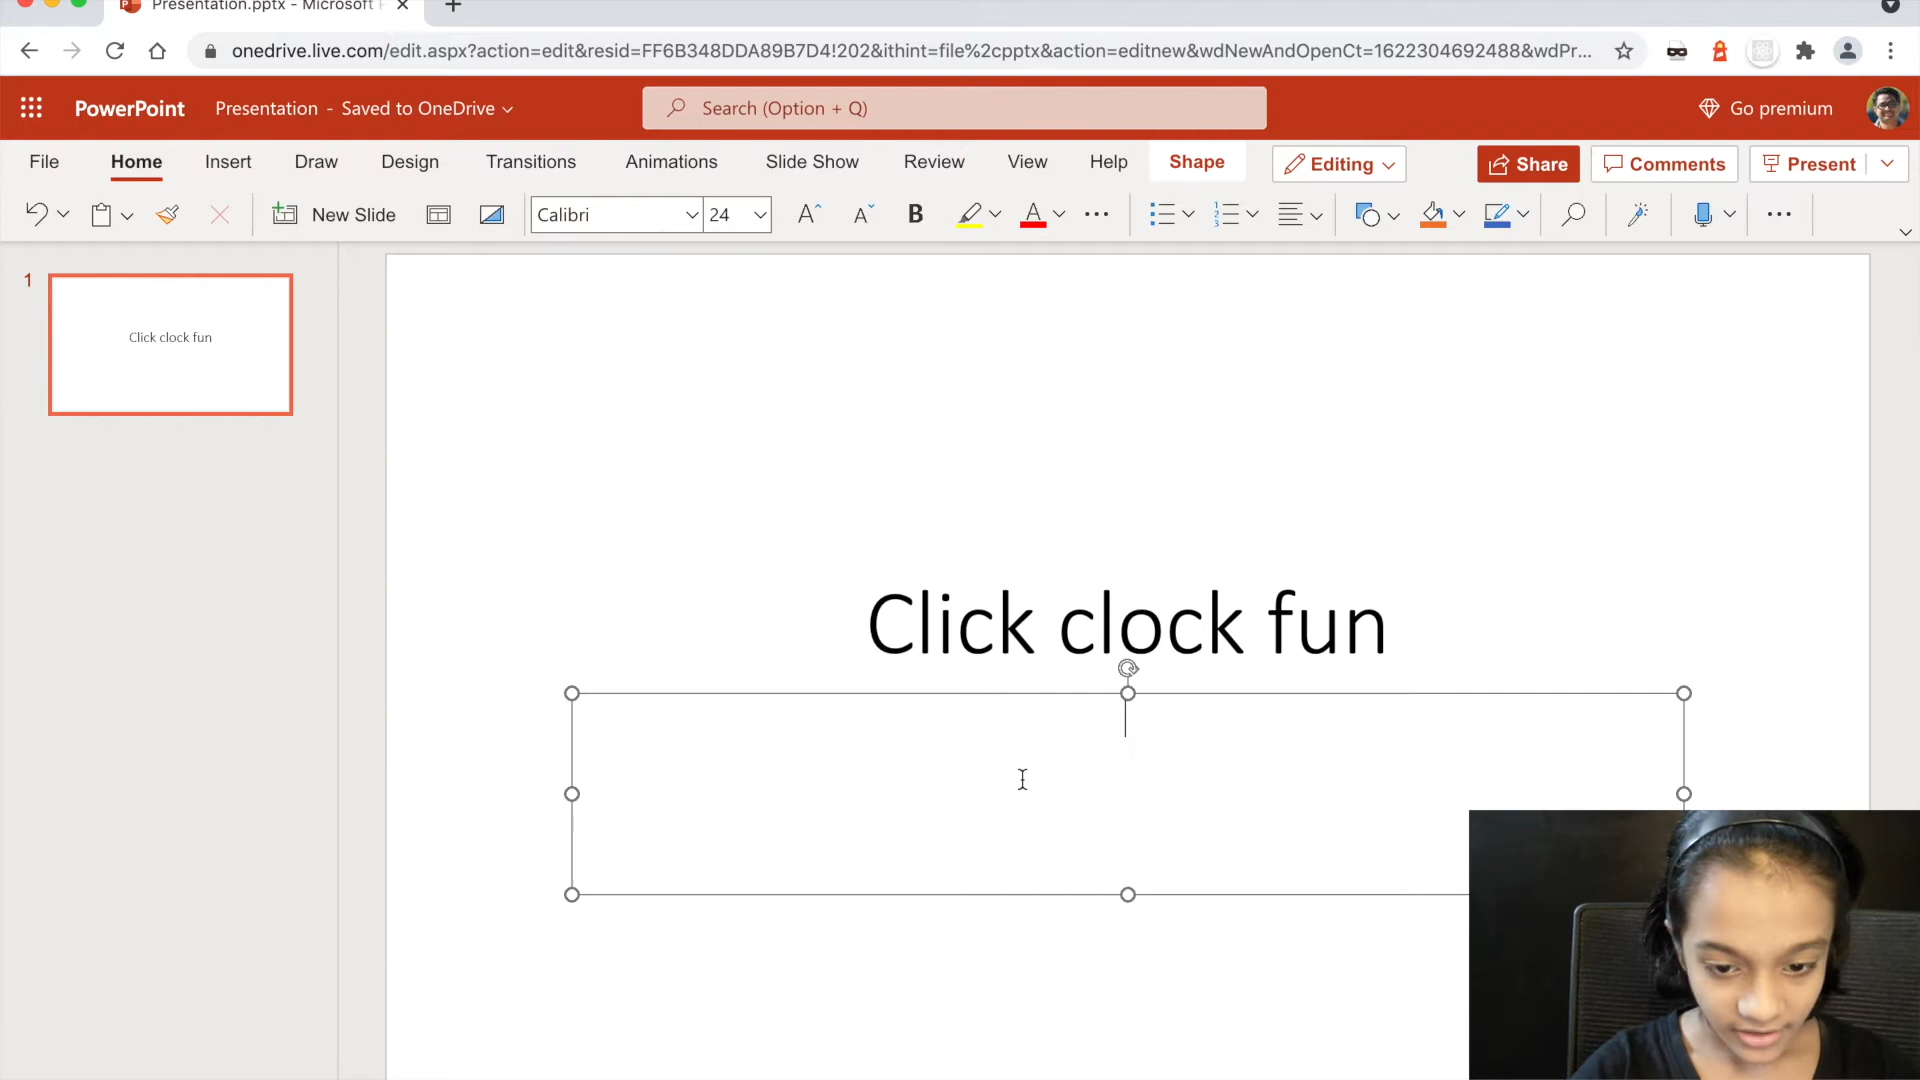 Presentation.pptx - Microsoft
onedrive.live.com/edit.aspx?action=edit&resid=FF6B348DDA89B7D4!202&ithint=file%2cpptx&action=editnew&wdNewAndOpenCt=1622304692488&wdPr...
PowerPoint Presentation - Saved to OneDrive Search (Option + Q) Go premium
File Home Insert Draw Design Transitions Animations Slide Show Review View Help Shape Editing Share Comments Present
New Slide Calibri 24
1
Click clock fun
Click clock fun